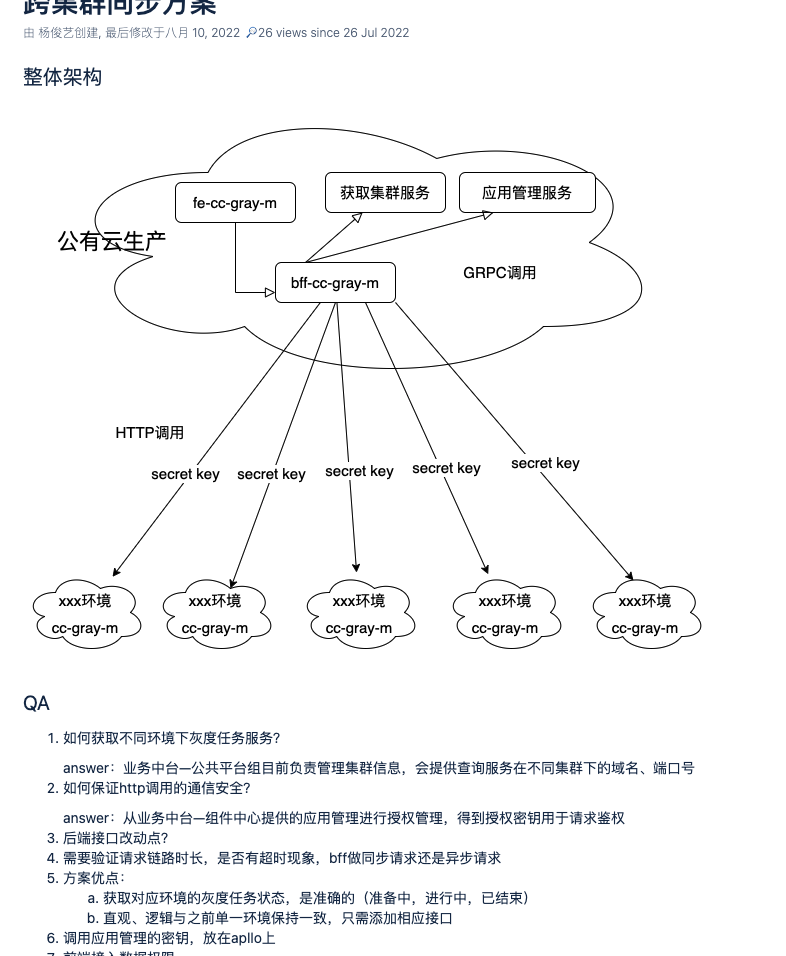 跨集群同步方案
由 杨俊艺创建, 最后修改于八月 10, 2022 26 views since 26 Jul 2022
整体架构
fe-cc-gray-m
获取集群服务
应用管理服务
公有云生产
bff-cc-gray-m
GRPC调用
HTTP调用
secret key
secret key
secret key
secret key
secret key
xxx环境
cc-gray-m
xxx环境
cc-gray-m
xxx环境
cc-gray-m
xxx环境
cc-gray-m
xxx环境
cc-gray-m
QA
1. 如何获取不同环境下灰度任务服务?
answer：业务中台—公共平台组目前负责管理集群信息，会提供查询服务在不同集群下的域名、端口号
2. 如何保证http调用的通信安全?
answer：从业务中台—组件中心提供的应用管理进行授权管理，得到授权密钥用于请求鉴权
3. 后端接口改动点?
4. 需要验证请求链路时长，是否有超时现象，bff做同步请求还是异步请求
5. 方案优点：
a. 获取对应环境的灰度任务状态，是准确的（准备中，进行中，已结束）
b. 直观、逻辑与之前单一环境保持一致，只需添加相应接口
6. 调用应用管理的密钥，放在apllo上
7. 前端接入数据权限